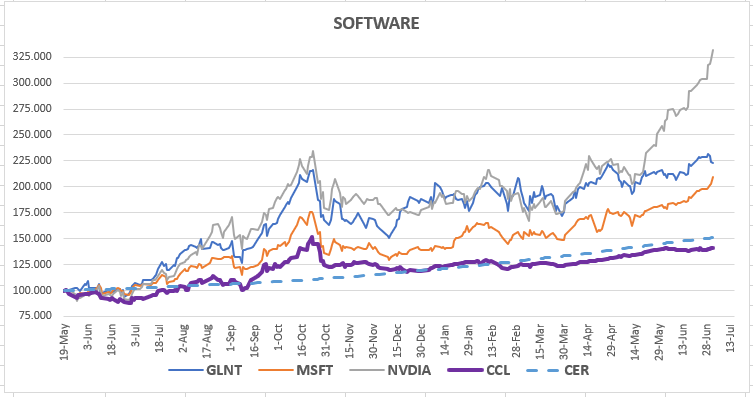 SOFTWARE
325.000
300.000
275.000
250.000
225.000
200.000
175.000
150.000
125.000
100.000
75.000
19-May
3-Jun
18-Jun
3-Jul
18-Jul
2-Aug
17-Aug
1-Sep
16-Sep
1-Oct
16-Oct
31-Oct
15-Nov
30-Nov
15-Dec
30-Dec
14-Jan
29-Jan
13-Feb
28-Feb
15-Mar
30-Mar
14-Apr
29-Apr
14-May
29-May
13-Jun
28-Jun
13-Jul
GLNT MSFT NVDIA CCL CER